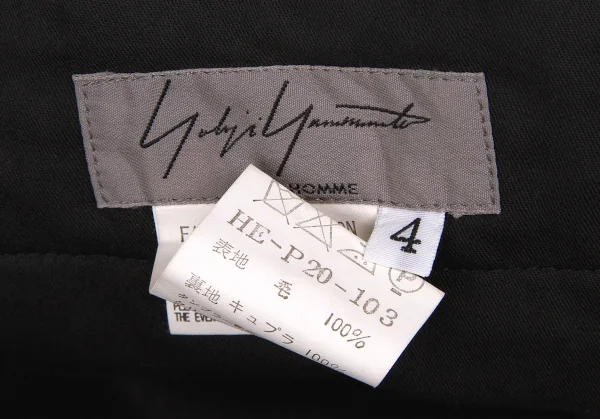 Yohji Yamamoto
HOMME
4
P
HE-P20-103
表地 毛 100%
裏地 キュプラ 100%
THE